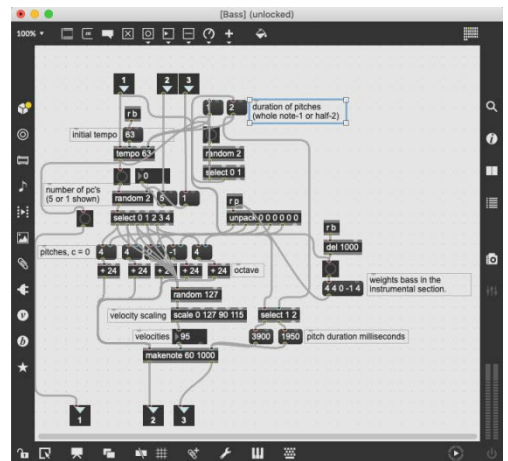 [Bass] (unlocked)
100%
1 2 3
r b
2
duration of pitches
(whole note-1 or half-2)
initial tempo 63
tempo 63
random 2
0
select 0 1
number of pc's
(5 or 1 shown)
random 2 5 1
r p
select 0 1 2 3 4
unpack 0 0 0 0 0 0
r b
pitches, c = 0 4 4 -1 4
del 1000
+ 24 + 24 + 24 + 24 octave
4 4 0 -1 4
weights bass in the
instrumental section.
random 127
velocity scaling scale 0 127 90 115
select 1 2
velocities 95
3900 1950 pitch duration milliseconds
makenote 60 1000
1 2 3